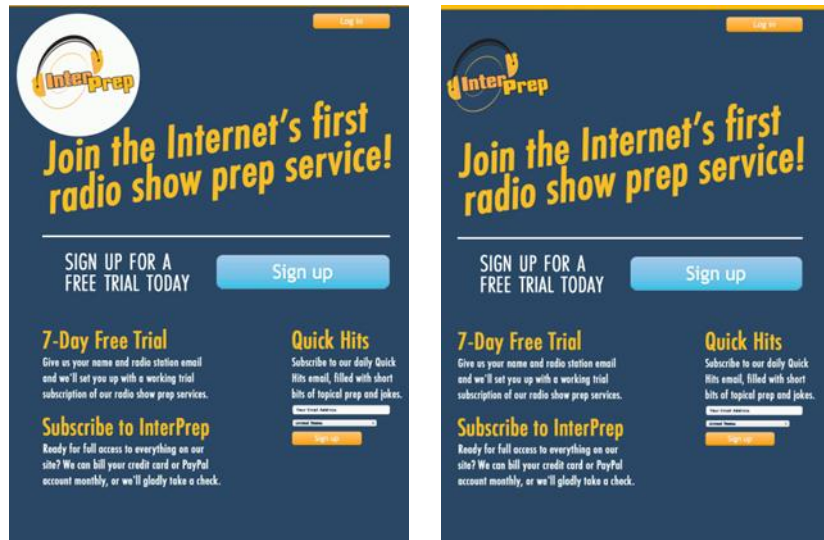 Log in
InterPrep
Join the Internet's first
radio show prep service!
SIGN UP FOR A
FREE TRIAL TODAY
Sign up
7-Day Free Trial
Give us your name and radio station email
and we'll set you up with a working trial
subscription of our radio show prep services.
Subscribe to InterPrep
Ready for full access to everything on our
site? We can bill your credit card or PayPal
account monthly, or we'll gladly take a check.
Quick Hits
Subscribe to our daily Quick
Hits email, filled with short
bits of topical prep and jokes.
Your Email Address
United States
Sign up
Log in
InterPrep
Join the Internet's first
radio show prep service!
SIGN UP FOR A
FREE TRIAL TODAY
Sign up
7-Day Free Trial
Give us your name and radio station email
and we'll set you up with a working trial
subscription of our radio show prep services.
Subscribe to InterPrep
Ready for full access to everything on our
site? We can bill your credit card or PayPal
account monthly, or we'll gladly take a check.
Quick Hits
Subscribe to our daily Quick
Hits email, filled with short
bits of topical prep and jokes.
Your Email Address
United States
Sign up